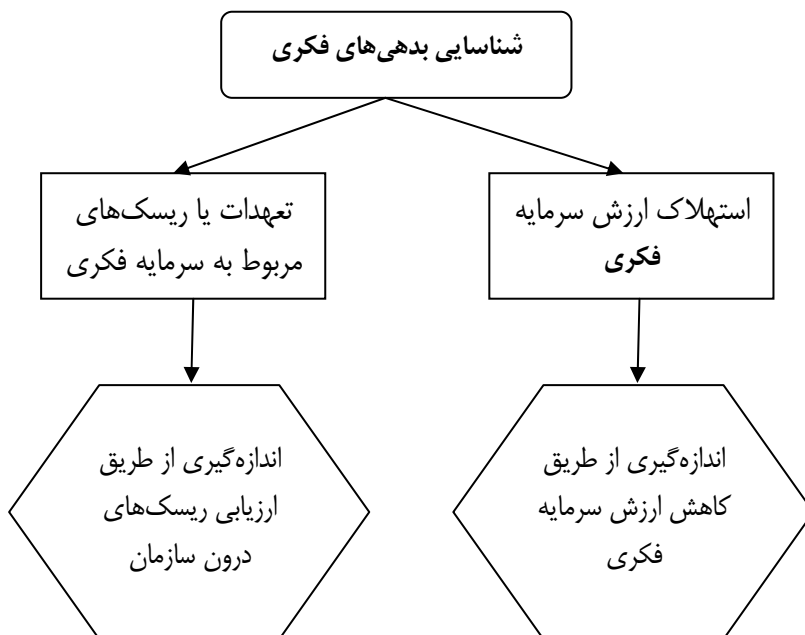 شناسایی بدهی‌های فکری
استهلاک ارزش سرمایه
فکری
تعهدات یا ریسک‌های
مربوط به سرمایه فکری
اندازه‌گیری از طریق
کاهش ارزش سرمایه
فکری
اندازه‌گیری از طریق
ارزیابی ریسک‌های
درون سازمان